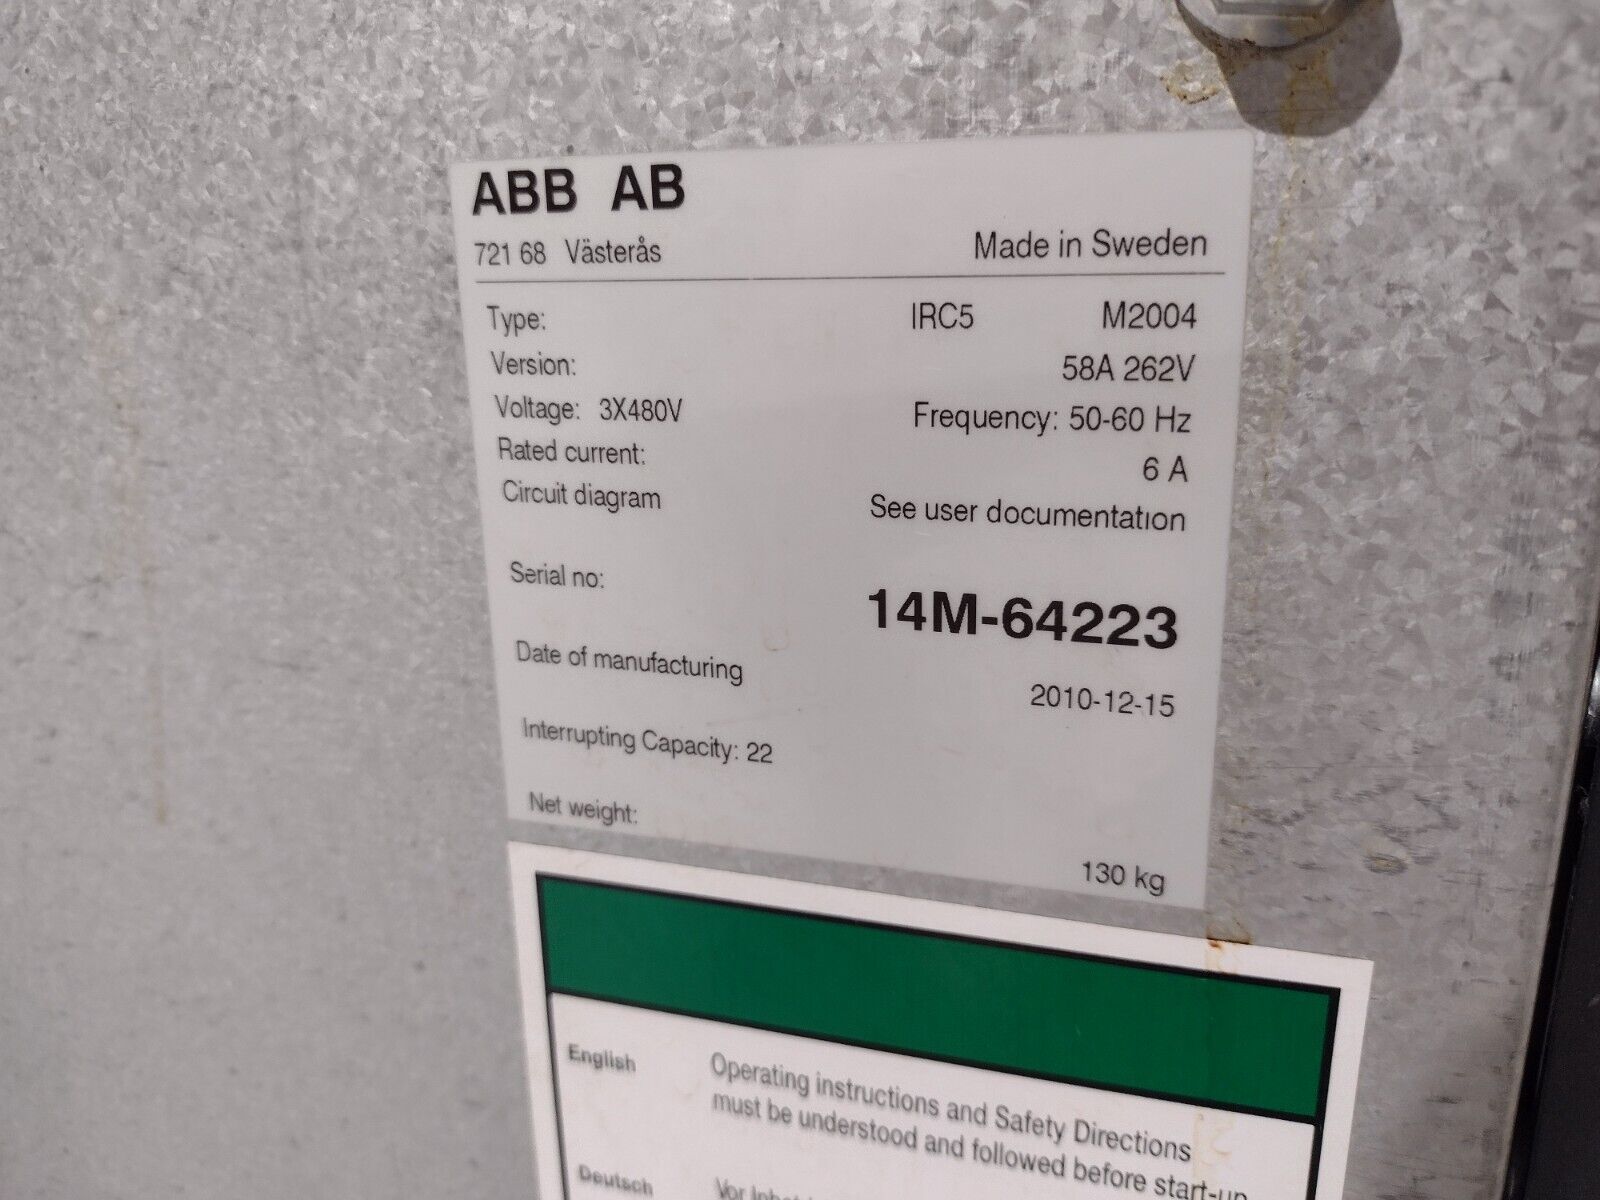 ABB AB
721 68 Västerås Made in Sweden
Type: IRC5 M2004
Version: 58A 262V
Voltage: 3X480V Frequency: 50-60 Hz
Rated current: 6 A
Circuit diagram See user documentation
Serial no: 14M-64223
Date of manufacturing 2010-12-15
Interrupting Capacity: 22
Net weight: 130 kg
English Operating instructions and Safety Directions
must be understood and followed before start-up
Deutsch Vor